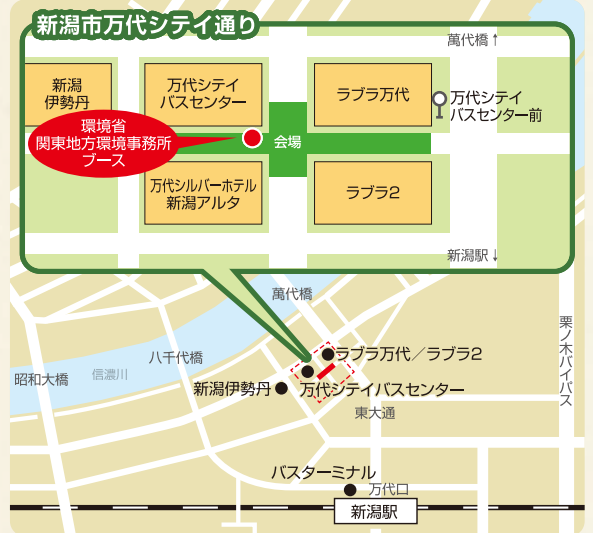 新潟市万代シテイ通り
萬代橋↑
新潟
伊勢丹
万代シテイ
バスセンター
ラブラ万代
万代シテイ
バスセンター前
環境省
関東地方環境事務所
ブース
会場
万代シルバーホテル
新潟アルタ
ラブラ2
新潟駅↓
萬代橋
栗ノ木バイパス
ラブラ万代／ラブラ2
八千代橋
信濃川
昭和大橋
新潟伊勢丹
万代シテイバスセンター
東大通
バスターミナル
万代口
新潟駅